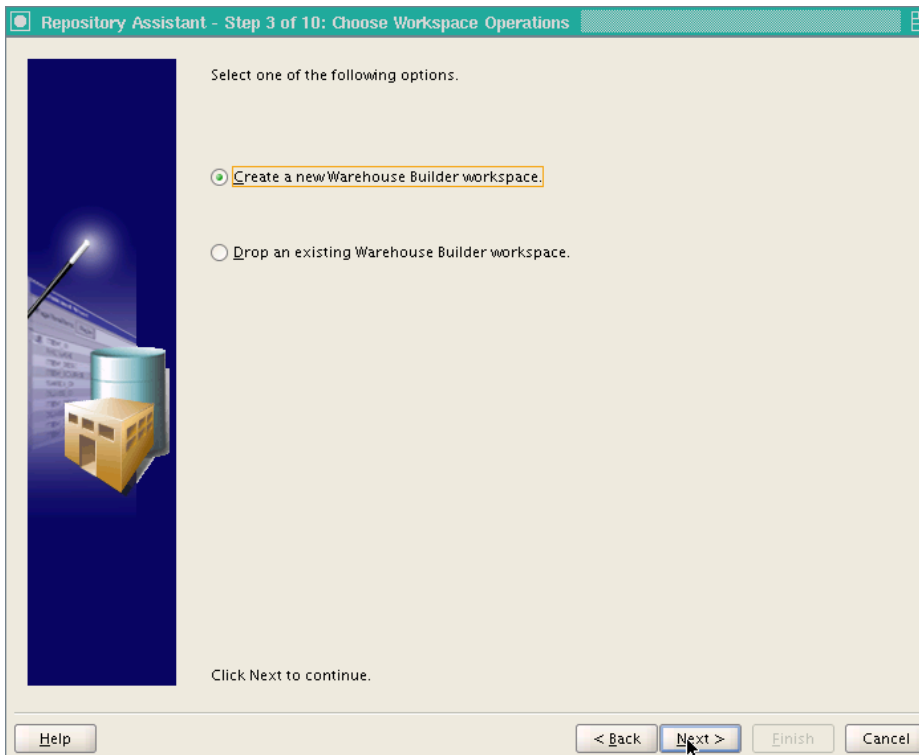 Repository Assistant - Step 3 of 10: Choose Workspace Operations
Select one of the following options.
Create a new Warehouse Builder workspace.
Drop an existing Warehouse Builder workspace.
Click Next to continue.
Help < Back Next > Finish Cancel